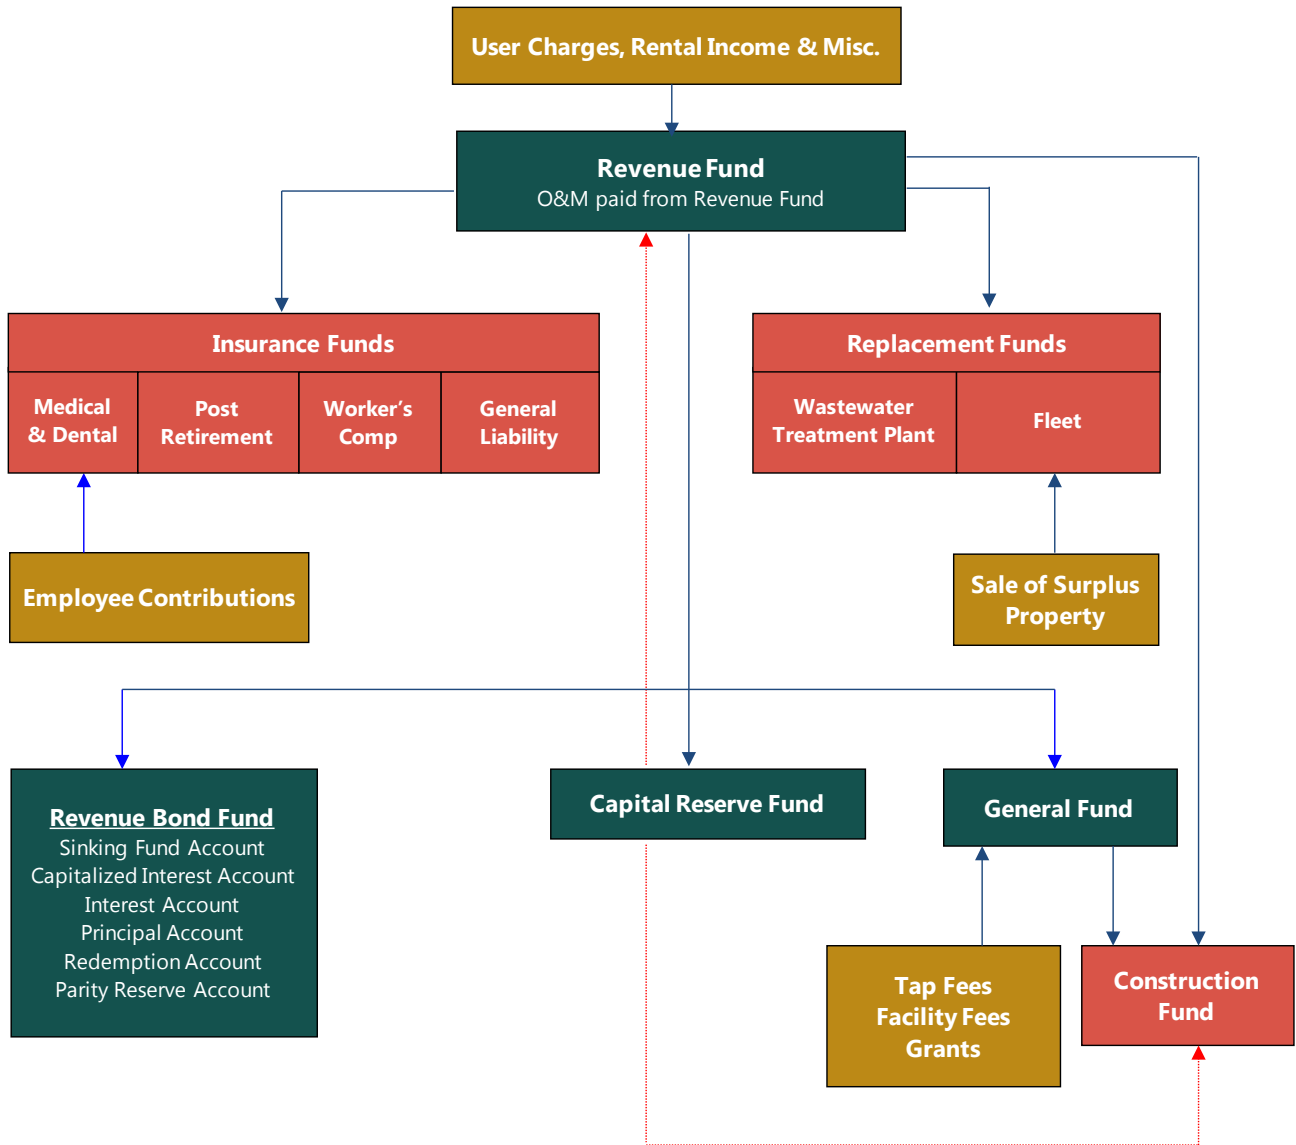 User Charges, Rental Income & Misc.
Revenue Fund
O&M paid from Revenue Fund
Insurance Funds
Medical
& Dental
Post
Retirement
Worker’s
Comp
General
Liability
Replacement Funds
Wastewater
Treatment Plant
Fleet
Employee Contributions
Sale of Surplus
Property
Revenue Bond Fund
Sinking Fund Account
Capitalized Interest Account
Interest Account
Principal Account
Redemption Account
Parity Reserve Account
Capital Reserve Fund
General Fund
Tap Fees
Facility Fees
Grants
Construction
Fund